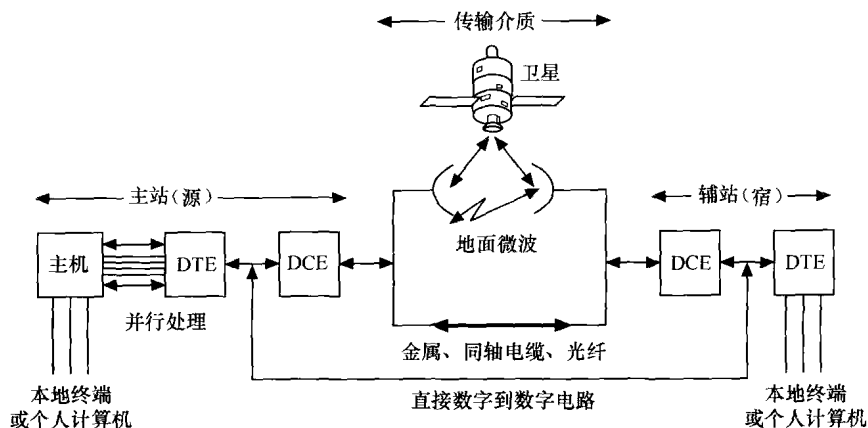 传输介质
卫星
主站(源)
辅站(宿)
地面微波
主机
DTE
DCE
DCE
DTE
并行处理
金属、同轴电缆、光纤
直接数字到数字电路
本地终端
或个人计算机
本地终端
或个人计算机